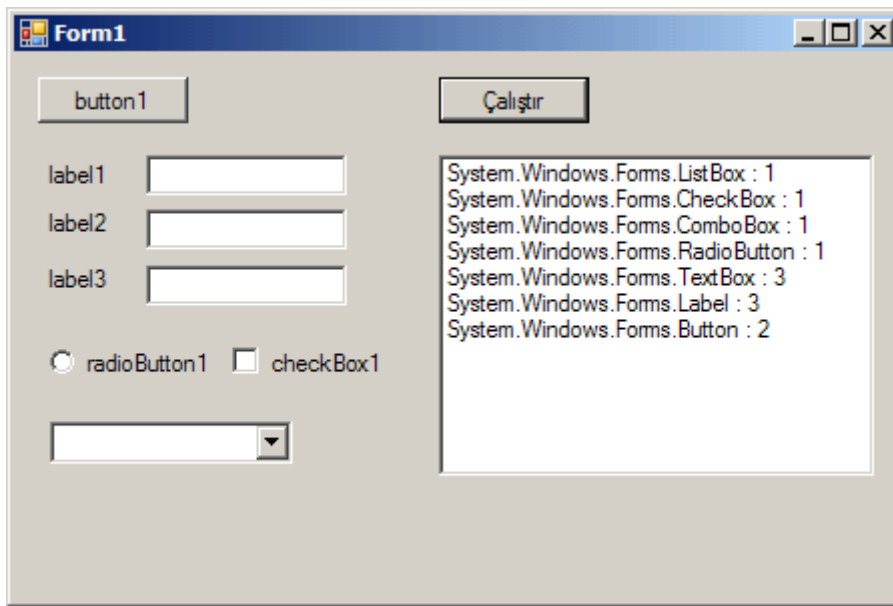 Form1
button1
Çalıştır
label1
label2
label3
radioButton1
checkBox1
System.Windows.Forms.ListBox : 1
System.Windows.Forms.CheckBox : 1
System.Windows.Forms.ComboBox : 1
System.Windows.Forms.RadioButton : 1
System.Windows.Forms.TextBox : 3
System.Windows.Forms.Label : 3
System.Windows.Forms.Button : 2